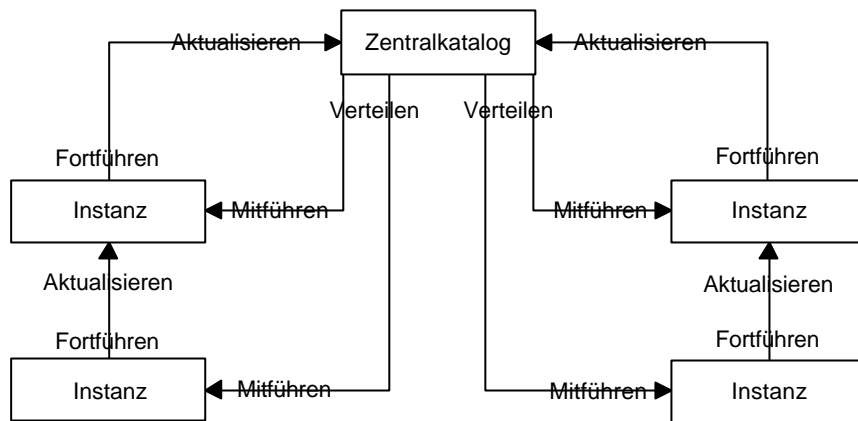 Aktualisieren
Zentralkatalog
Aktualisieren
Verteilen
Verteilen
Fortführen
Fortführen
Instanz
Mitführen
Mitführen
Instanz
Aktualisieren
Aktualisieren
Fortführen
Fortführen
Instanz
Mitführen
Mitführen
Instanz